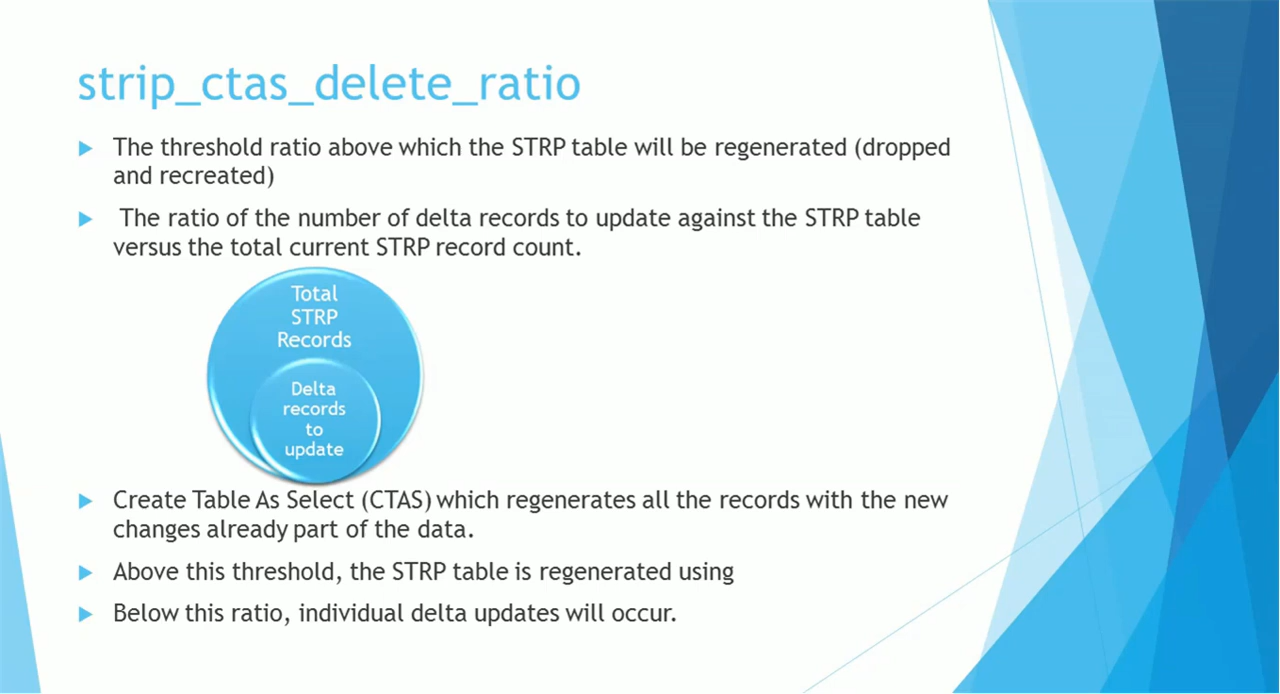 strip_ctas_delete_ratio
The threshold ratio above which the STRP table will be regenerated (dropped
and recreated)
The ratio of the number of delta records to update against the STRP table
versus the total current STRP record count.
Total
STRP
Records
Delta
records
to
update
Create Table As Select (CTAS) which regenerates all the records with the new
changes already part of the data.
Above this threshold, the STRP table is regenerated using
Below this ratio, individual delta updates will occur.